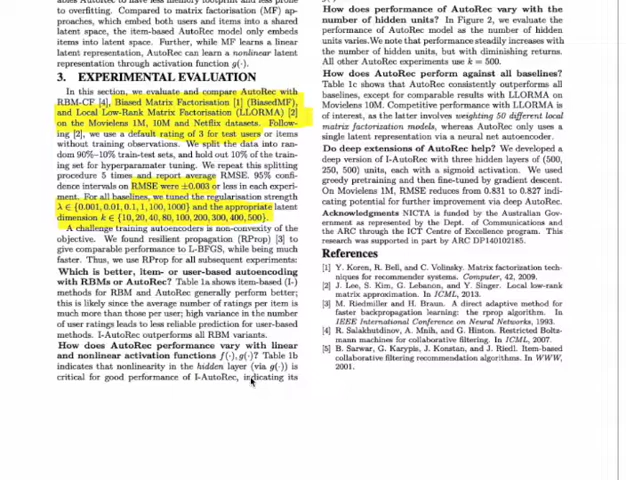 ables AutoRec to have less memory footprint and less prone
to overfitting. Compared to matrix factorisation (MF) ap-
proaches, which embed both users and items into a shared
latent space, the item-based AutoRec model only embeds
items into latent space. Further, while MF learns a linear
latent representation, AutoRec can learn a nonlinear latent
representation through activation function g(·).
3. EXPERIMENTAL EVALUATION
In this section, we evaluate and compare AutoRec with
RBM-CF [4], Biased Matrix Factorisation [1] (BiasedMF),
and Local Low-Rank Matrix Factorisation (LLORMA) [2]
on the Movielens 1M, 10M and Netflix datasets. Follow-
ing [2], we use a default rating of 3 for test users or items
without training observations. We split the data into ran-
dom 90%-10% train-test sets, and hold out 10% of the train-
ing set for hyperparamater tuning. We repeat this splitting
procedure 5 times and report average RMSE. 95% confi-
dence intervals on RMSE were ±0.003 or less in each experi-
ment. For all baselines, we tuned the regularisation strength
λ ∈ {0.001, 0.01, 0.1, 1, 100, 1000} and the appropriate latent
dimension k ∈ {10, 20, 40, 80, 100, 200, 300, 400, 500}.
A challenge training autoencoders is non-convexity of the
objective. We found resilient propagation (RProp) [3] to
give comparable performance to L-BFGS, while being much
faster. Thus, we use RProp for all subsequent experiments:
Which is better, item- or user-based autoencoding
with RBMs or AutoRec? Table 1a shows item-based (I-)
methods for RBM and AutoRec generally perform better;
this is likely since the average number of ratings per item is
much more than those per user; high variance in the number
of user ratings leads to less reliable prediction for user-based
methods. I-AutoRec outperforms all RBM variants.
How does AutoRec performance vary with linear
and nonlinear activation functions f(·), g(·)? Table 1b
indicates that nonlinearity in the hidden layer (via g(·)) is
critical for good performance of I-AutoRec, indicating its
How does performance of AutoRec vary with the
number of hidden units? In Figure 2, we evaluate the
performance of AutoRec model as the number of hidden
units varies. We note that performance steadily increases with
the number of hidden units, but with diminishing returns.
All other AutoRec experiments use k = 500.
How does AutoRec perform against all baselines?
Table 1c shows that AutoRec consistently outperforms all
baselines, except for comparable results with LLORMA on
Movielens 10M. Competitive performance with LLORMA is
of interest, as the latter involves weighting 50 different local
matrix factorization models, whereas AutoRec only uses a
single latent representation via a neural net autoencoder.
Do deep extensions of AutoRec help? We developed a
deep version of I-AutoRec with three hidden layers of (500,
250, 500) units, each with a sigmoid activation. We used
greedy pretraining and then fine-tuned by gradient descent.
On Movielens 1M, RMSE reduces from 0.831 to 0.827 indi-
cating potential for further improvement via deep AutoRec.
Acknowledgments NICTA is funded by the Australian Gov-
ernment as represented by the Dept. of Communications and
the ARC through the ICT Centre of Excellence program. This
research was supported in part by ARC DP140102185.
References
[1] Y. Koren, R. Bell, and C. Volinsky. Matrix factorization tech-
niques for recommender systems. Computer, 42, 2009.
[2] J. Lee, S. Kim, G. Lebanon, and Y. Singer. Local low-rank
matrix approximation. In ICML, 2013.
[3] M. Riedmiller and H. Braun. A direct adaptive method for
faster backpropagation learning: the rprop algorithm. In
IEEE International Conference on Neural Networks, 1993.
[4] R. Salakhutdinov, A. Mnih, and G. Hinton. Restricted Boltz-
mann machines for collaborative filtering. In ICML, 2007.
[5] B. Sarwar, G. Karypis, J. Konstan, and J. Riedl. Item-based
collaborative filtering recommendation algorithms. In WWW,
2001.